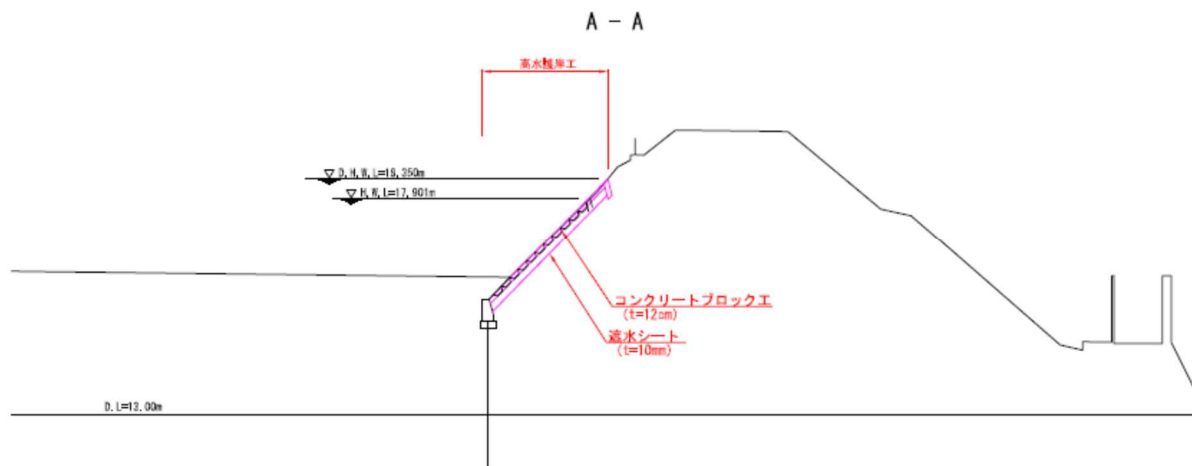 A - A
高水護岸工
D.H.W.L=18,350m
H.W.L=17,901m
コンクリートブロック工
(t=12cm)
遮水シート
(t=10mm)
D.L=13.00m